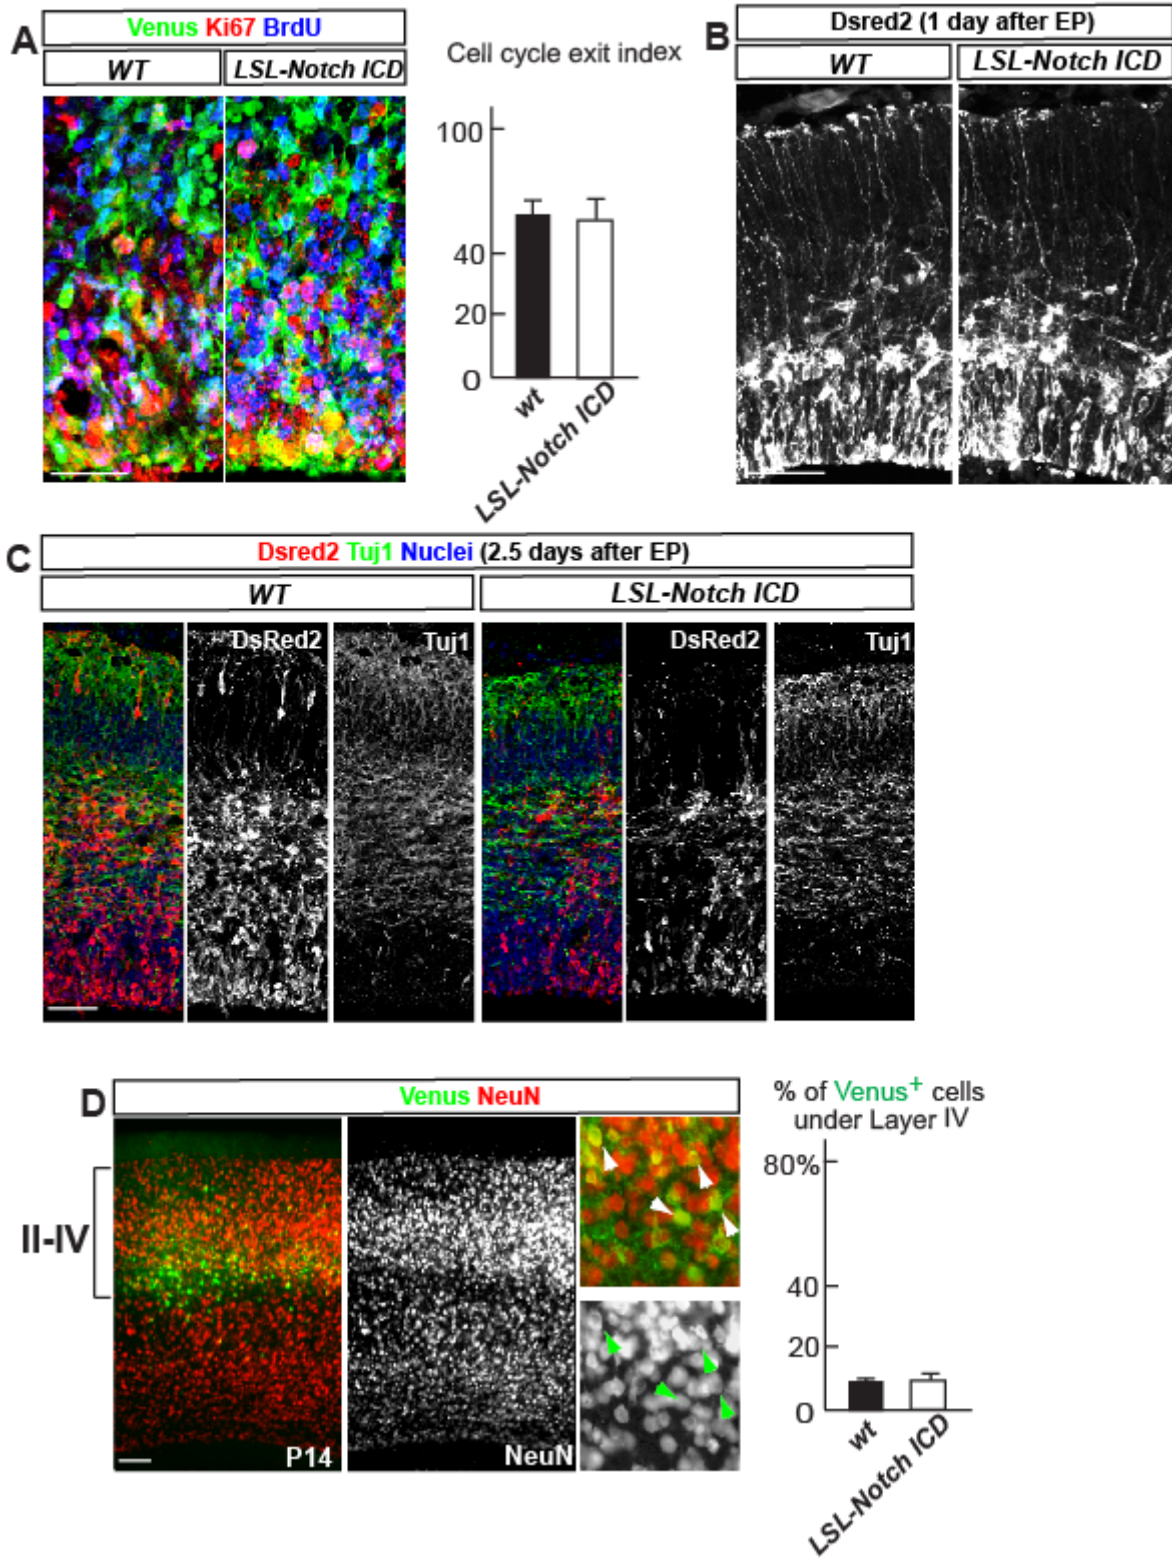 A
Venus Ki67 BrdU
WT
LSL-Notch ICD
Cell cycle exit index
100
40
20
0
wt
LSL-Notch ICD
B
Dsred2 (1 day after EP)
WT
LSL-Notch ICD
C
Dsred2 Tuj1 Nuclei (2.5 days after EP)
WT
LSL-Notch ICD
DsRed2
Tuj1
DsRed2
Tuj1
D
Venus NeuN
II-IV
P14
NeuN
% of Venus+ cells
under Layer IV
80%
40
20
0
wt
LSL-Notch ICD